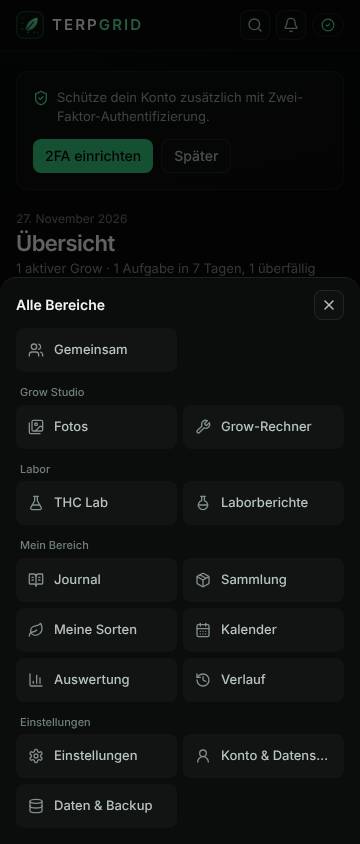 TERPGRID
Schütze dein Konto zusätzlich mit Zwei-
Faktor-Authentifizierung.
2FA einrichten
Später
27. November 2026
Übersicht
1 aktiver Grow · 1 Aufgabe in 7 Tagen, 1 überfällig
Alle Bereiche
Gemeinsam
Grow Studio
Fotos
Grow-Rechner
Labor
THC Lab
Laborberichte
Mein Bereich
Journal
Sammlung
Meine Sorten
Kalender
Auswertung
Verlauf
Einstellungen
Einstellungen
Konto & Datens...
Daten & Backup